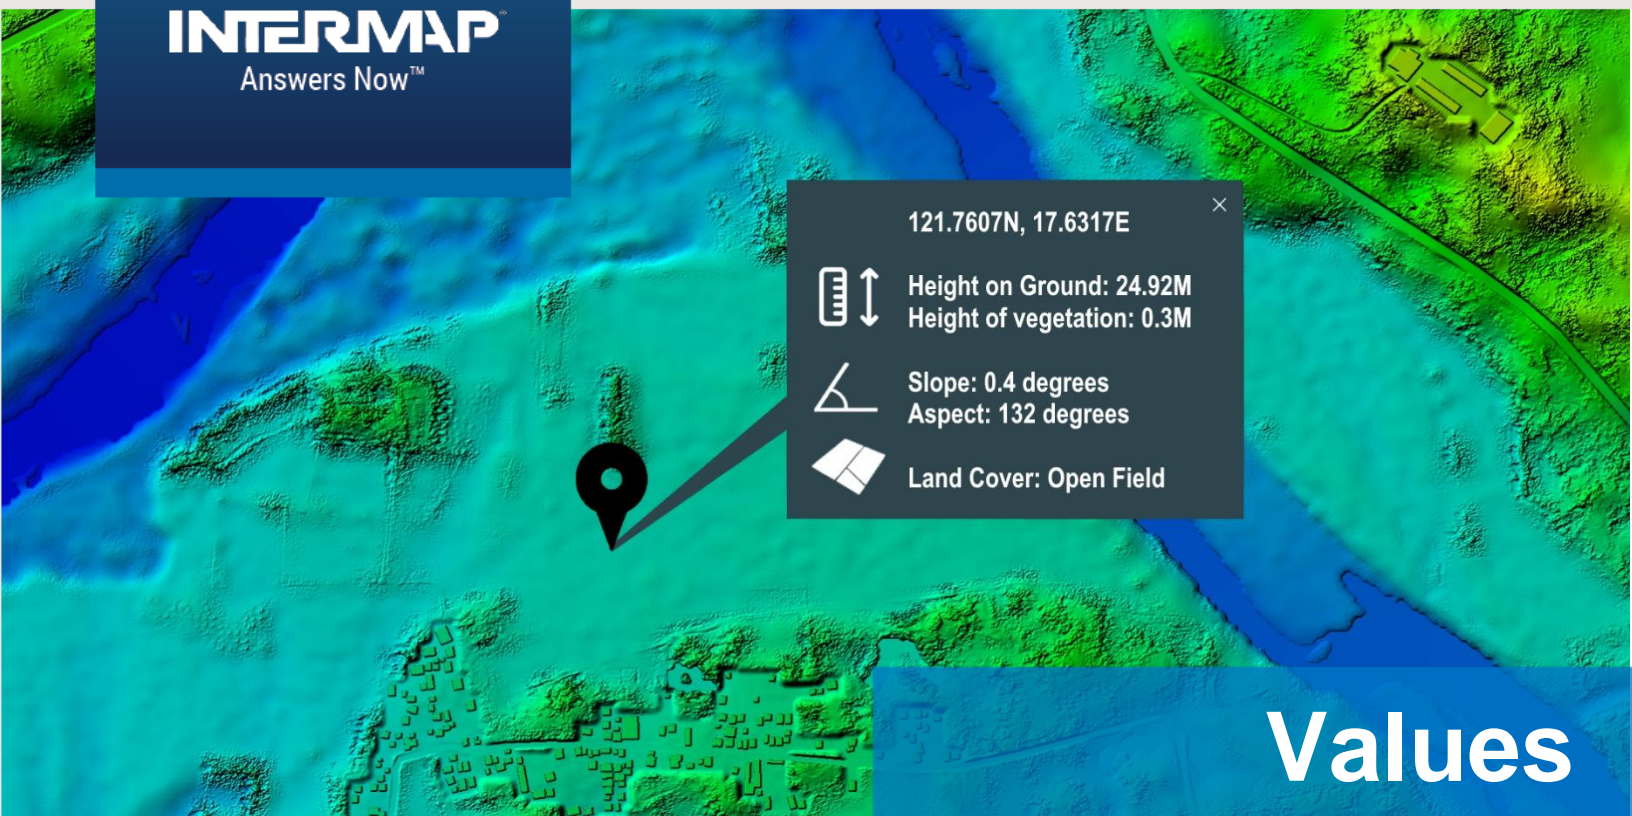 INTERMAP®
Answers Now™
121.7607N, 17.6317E
Height on Ground: 24.92M
Height of vegetation: 0.3M
Slope: 0.4 degrees
Aspect: 132 degrees
Land Cover: Open Field
Values